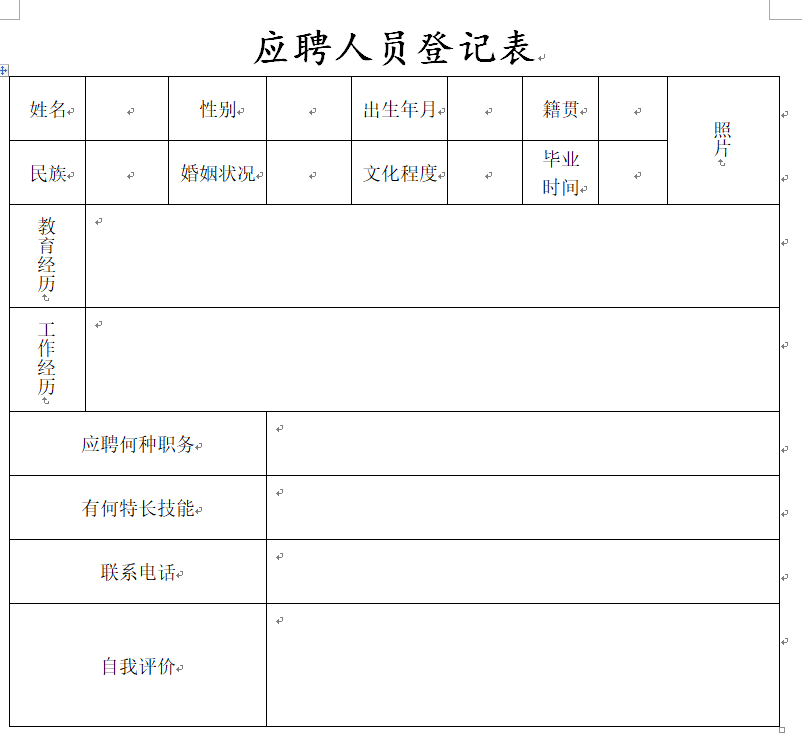 应聘人员登记表
姓名 性别 出生年月 籍贯 照片
民族 婚姻状况 文化程度 毕业
时间
教育经历
工作经历
应聘何种职务
有何特长技能
联系电话
自我评价